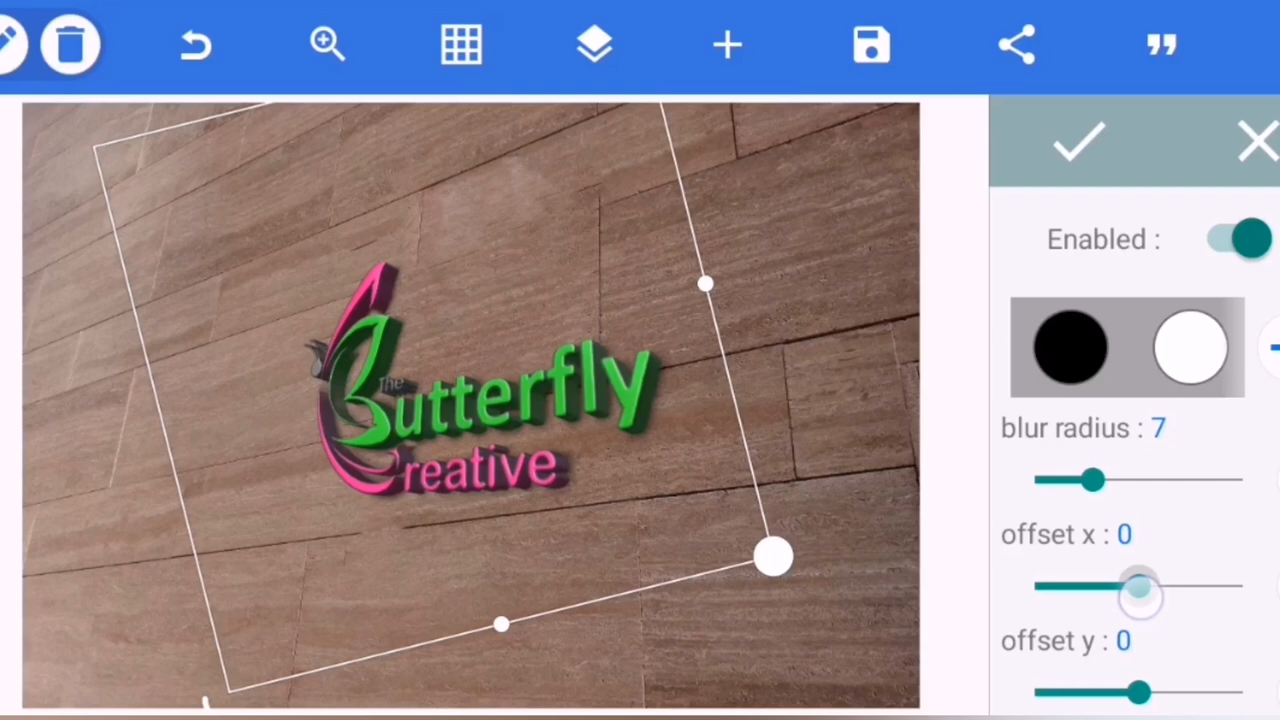 Enabled :
blur radius : 7
offset x : 0
offset y : 0
The
Butterfly
Creative